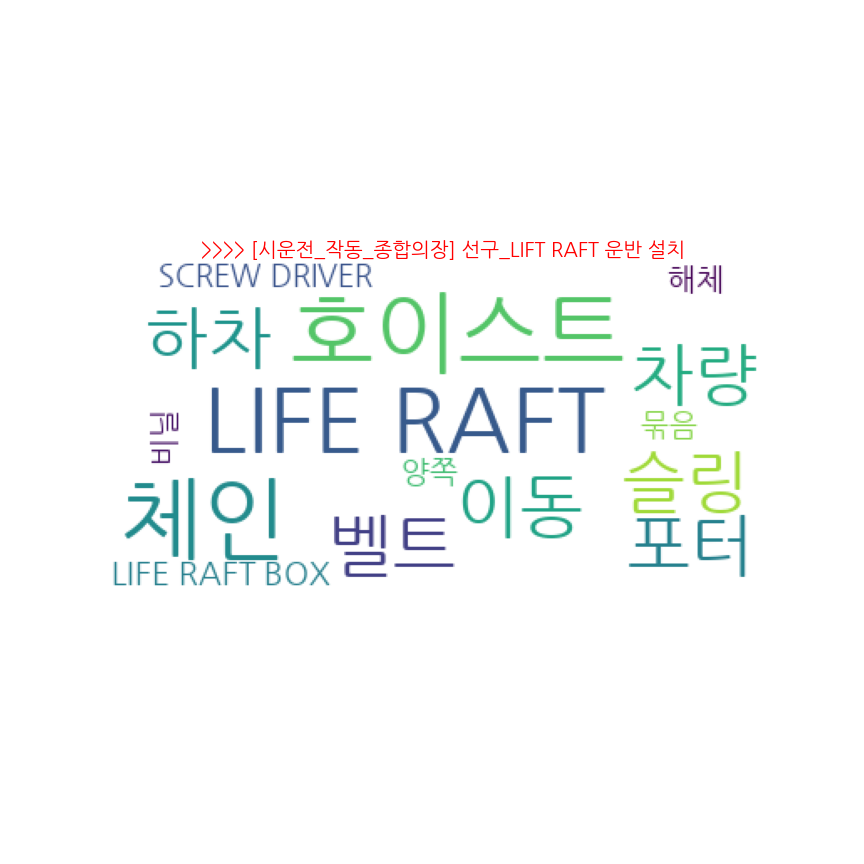 >>>> [시운전_작동_종합의장] 선구_LIFT RAFT 운반 설치
SCREW DRIVER
해체
하차
호이스트
차량
비닐
LIFE RAFT
묶음
양쪽
체인
이동
슬링
벨트
포터
LIFE RAFT BOX